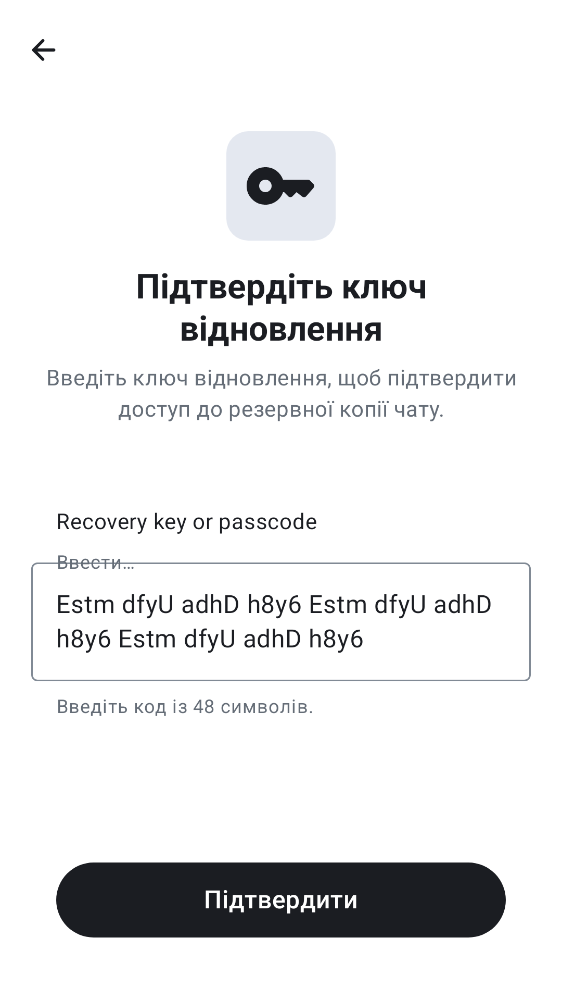 Підтвердіть ключ
відновлення
Введіть ключ відновлення, щоб підтвердити
доступ до резервної копії чату.
Recovery key or passcode
Ввести…
Estm dfyU adhD h8y6 Estm dfyU adhD
h8y6 Estm dfyU adhD h8y6
Введіть код із 48 символів.
Підтвердити